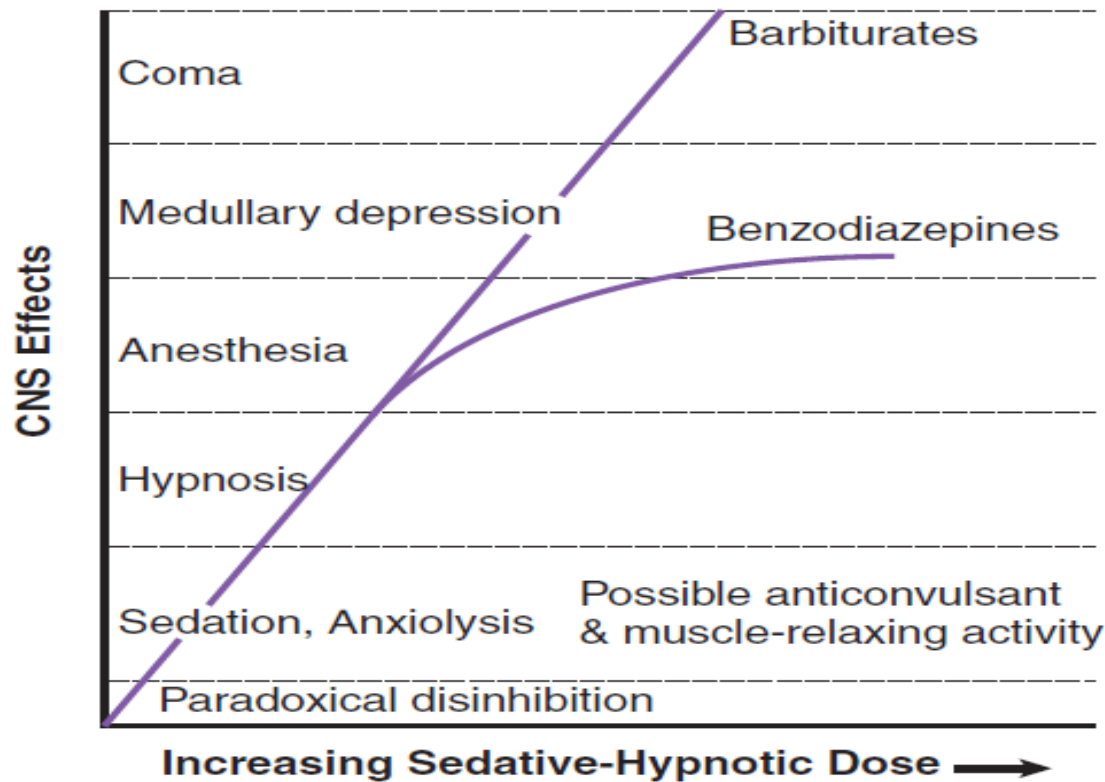 Barbiturates
Coma
Medullary depression
Benzodiazepines
Anesthesia
Hypnosis
Possible anticonvulsant
& muscle-relaxing activity
Sedation, Anxiolysis
Paradoxical disinhibition
CNS Effects
Increasing Sedative-Hypnotic Dose